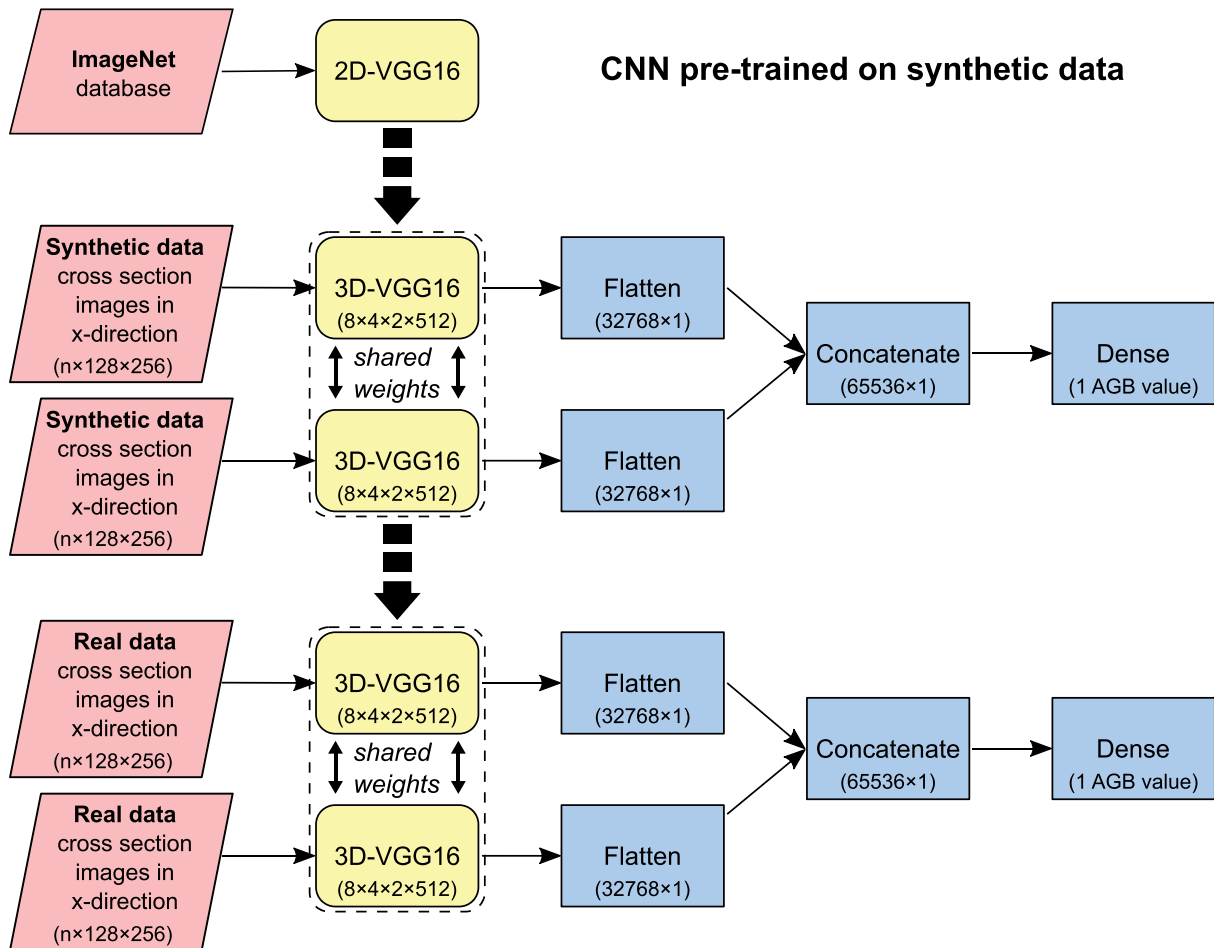 ImageNet
database
2D-VGG16
CNN pre-trained on synthetic data
Synthetic data
cross section
images in
x-direction
(n×128×256)
3D-VGG16
(8×4×2×512)
Flatten
(32768×1)
shared
weights
Concatenate
(65536×1)
Dense
(1 AGB value)
Synthetic data
cross section
images in
x-direction
(n×128×256)
3D-VGG16
(8×4×2×512)
Flatten
(32768×1)
Real data
cross section
images in
x-direction
(n×128×256)
3D-VGG16
(8×4×2×512)
Flatten
(32768×1)
shared
weights
Concatenate
(65536×1)
Dense
(1 AGB value)
Real data
cross section
images in
x-direction
(n×128×256)
3D-VGG16
(8×4×2×512)
Flatten
(32768×1)